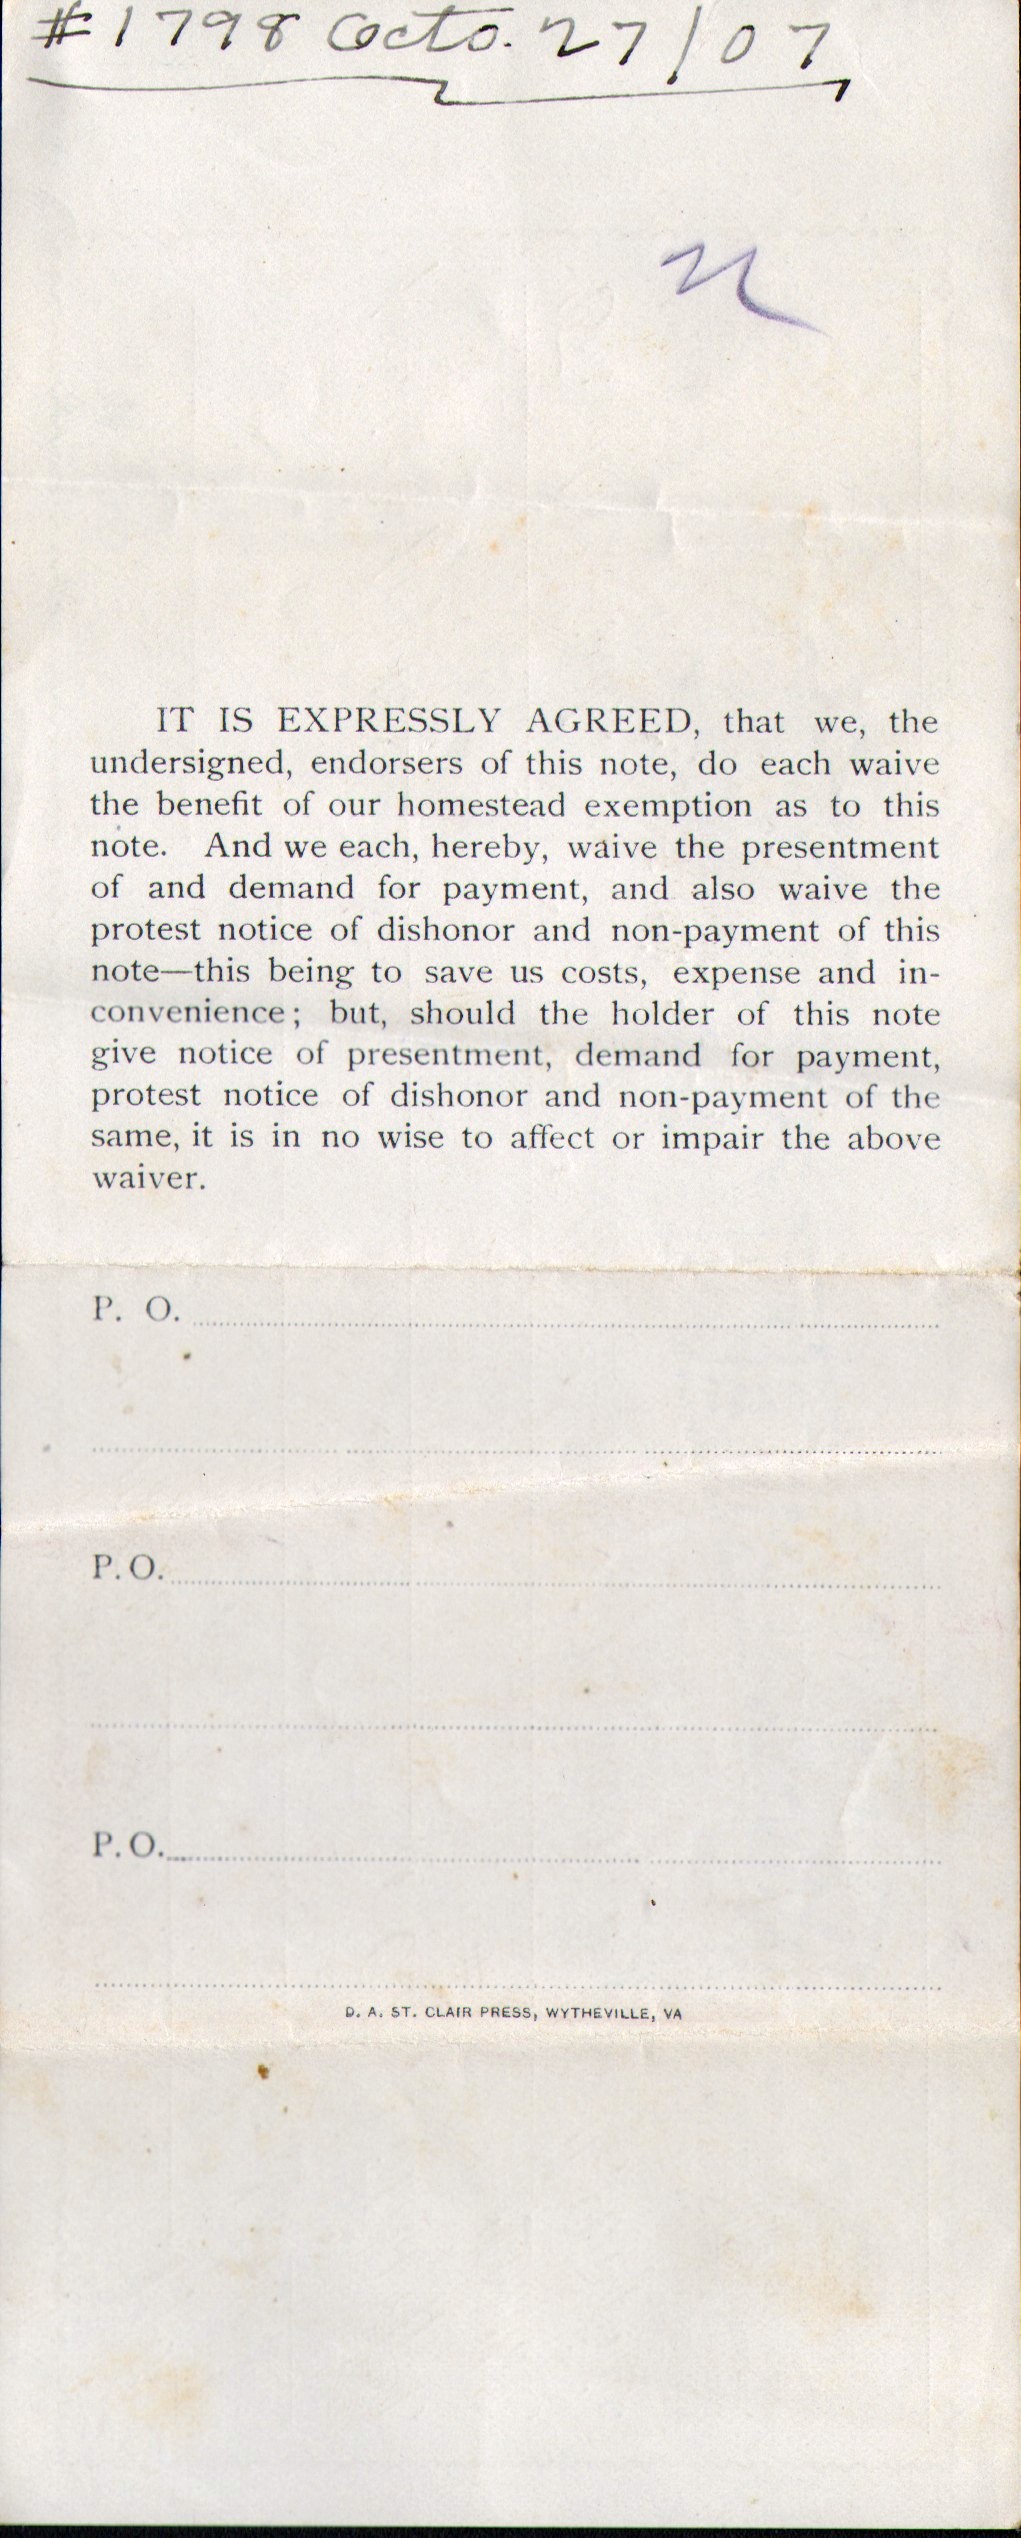 #1798 Octo. 27/07
IT IS EXPRESSLY AGREED, that we, the
undersigned, endorsers of this note, do each waive
the benefit of our homestead exemption as to this
note. And we each, hereby, waive the presentment
of and demand for payment, and also waive the
protest notice of dishonor and non-payment of this
note—this being to save us costs, expense and in-
convenience; but, should the holder of this note
give notice of presentment, demand for payment,
protest notice of dishonor and non-payment of the
same, it is in no wise to affect or impair the above
waiver.
P. O.
P.O.
P.O.
D. A. ST. CLAIR PRESS, WYTHEVILLE, VA